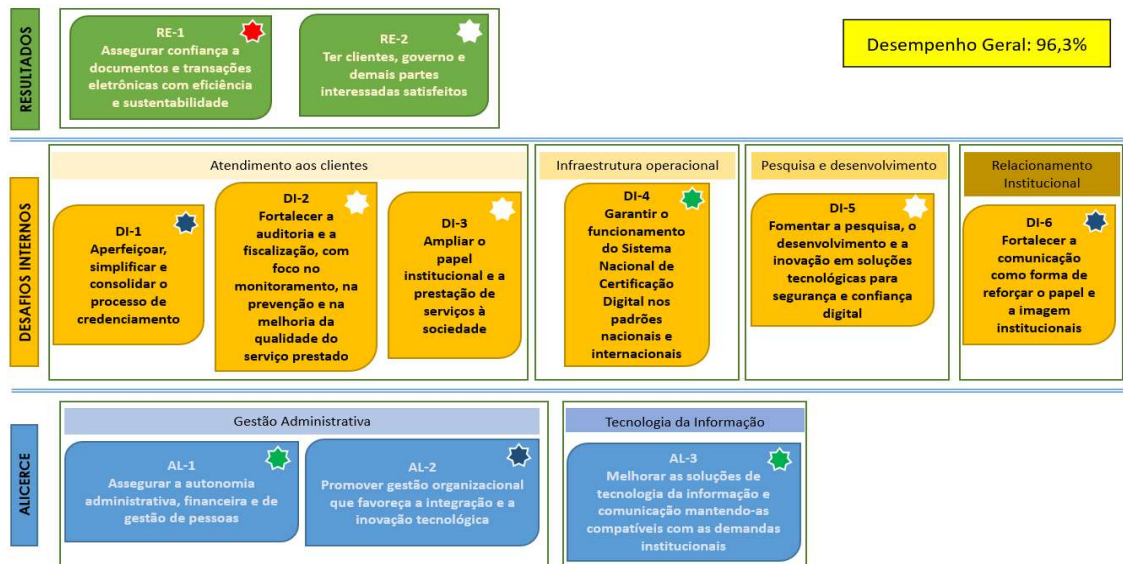 RESULTADOS
RE-1
Assegurar confiança a
documentos e transações
eletrônicas com eficiência
e sustentabilidade
RE-2
Ter clientes, governo e
demais partes
interessadas satisfeitos
Desempenho Geral: 96,3%
DESAFIOS INTERNOS
Atendimento aos clientes
DI-1
Aperfeiçoar,
simplificar e
consolidar o
processo de
credenciamento
DI-2
Fortalecer a
auditoria e a
fiscalização, com
foco no
monitoramento, na
prevenção e na
melhoria da
qualidade do
serviço prestado
DI-3
Ampliar o
papel
institucional e a
prestação de
serviços à
sociedade
Infraestrutura operacional
DI-4
Garantir o
funcionamento
do Sistema
Nacional de
Certificação
Digital nos
padrões
nacionais e
internacionais
Pesquisa e desenvolvimento
DI-5
Fomentar a pesquisa, o
desenvolvimento e a
inovação em soluções
tecnológicas para
segurança e confiança
digital
Relacionamento
Institucional
DI-6
Fortalecer a
comunicação
como forma de
reforçar o papel e
a imagem
institucionais
ALICERCE
Gestão Administrativa
AL-1
Assegurar a autonomia
administrativa, financeira e de
gestão de pessoas
AL-2
Promover gestão organizacional
que favoreça a integração e a
inovação tecnológica
Tecnologia da Informação
AL-3
Melhorar as soluções de
tecnologia da informação e
comunicação mantendo-as
compatíveis com as demandas
institucionais